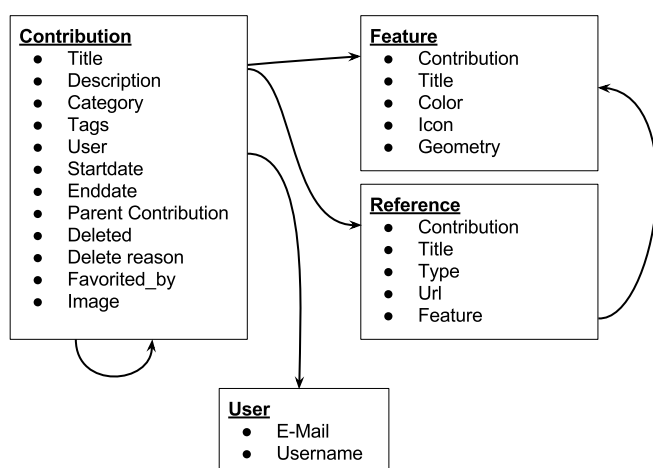 Contribution
● Title
● Description
● Category
● Tags
● User
● Startdate
● Enddate
● Parent Contribution
● Deleted
● Delete reason
● Favorited_by
● Image
Feature
● Contribution
● Title
● Color
● Icon
● Geometry
Reference
● Contribution
● Title
● Type
● Url
● Feature
User
● E-Mail
● Username